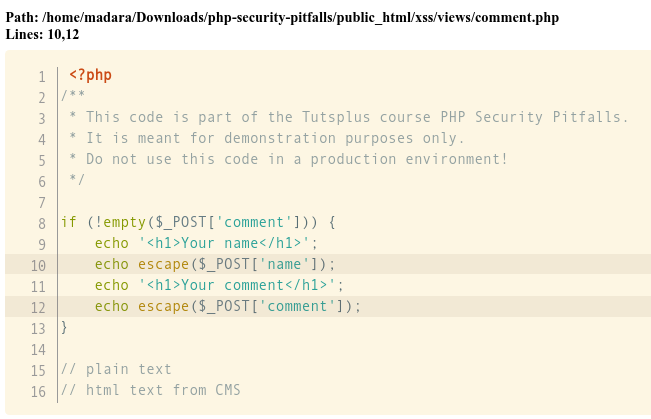 Path: /home/madara/Downloads/php-security-pitfalls/public_html/xss/views/comment.php
Lines: 10,12
1 <?php
2 /**
3  * This code is part of the Tutsplus course PHP Security Pitfalls.
4  * It is meant for demonstration purposes only.
5  * Do not use this code in a production environment!
6  */
7
8 if (!empty($_POST['comment'])) {
9     echo '<h1>Your name</h1>';
10     echo escape($_POST['name']);
11     echo '<h1>Your comment</h1>';
12     echo escape($_POST['comment']);
13 }
14
15 // plain text
16 // html text from CMS